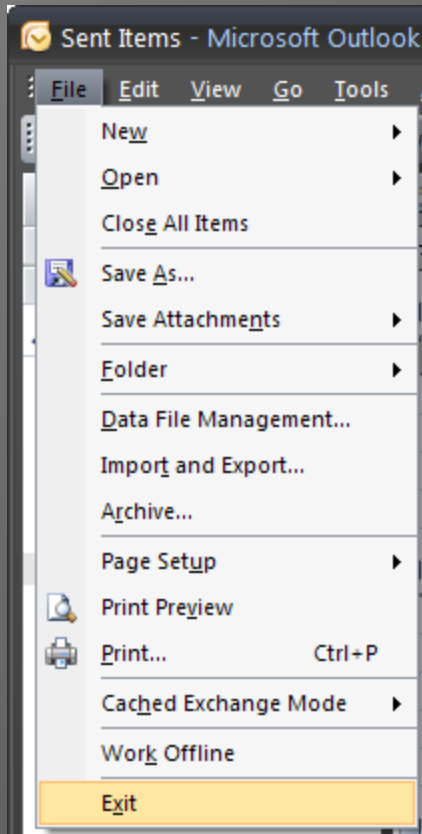 Sent Items - Microsoft Outlook
File Edit View Go Tools
New
Open
Close All Items
Save As...
Save Attachments
Folder
Data File Management...
Import and Export...
Archive...
Page Setup
Print Preview
Print... Ctrl+P
Cached Exchange Mode
Work Offline
Exit